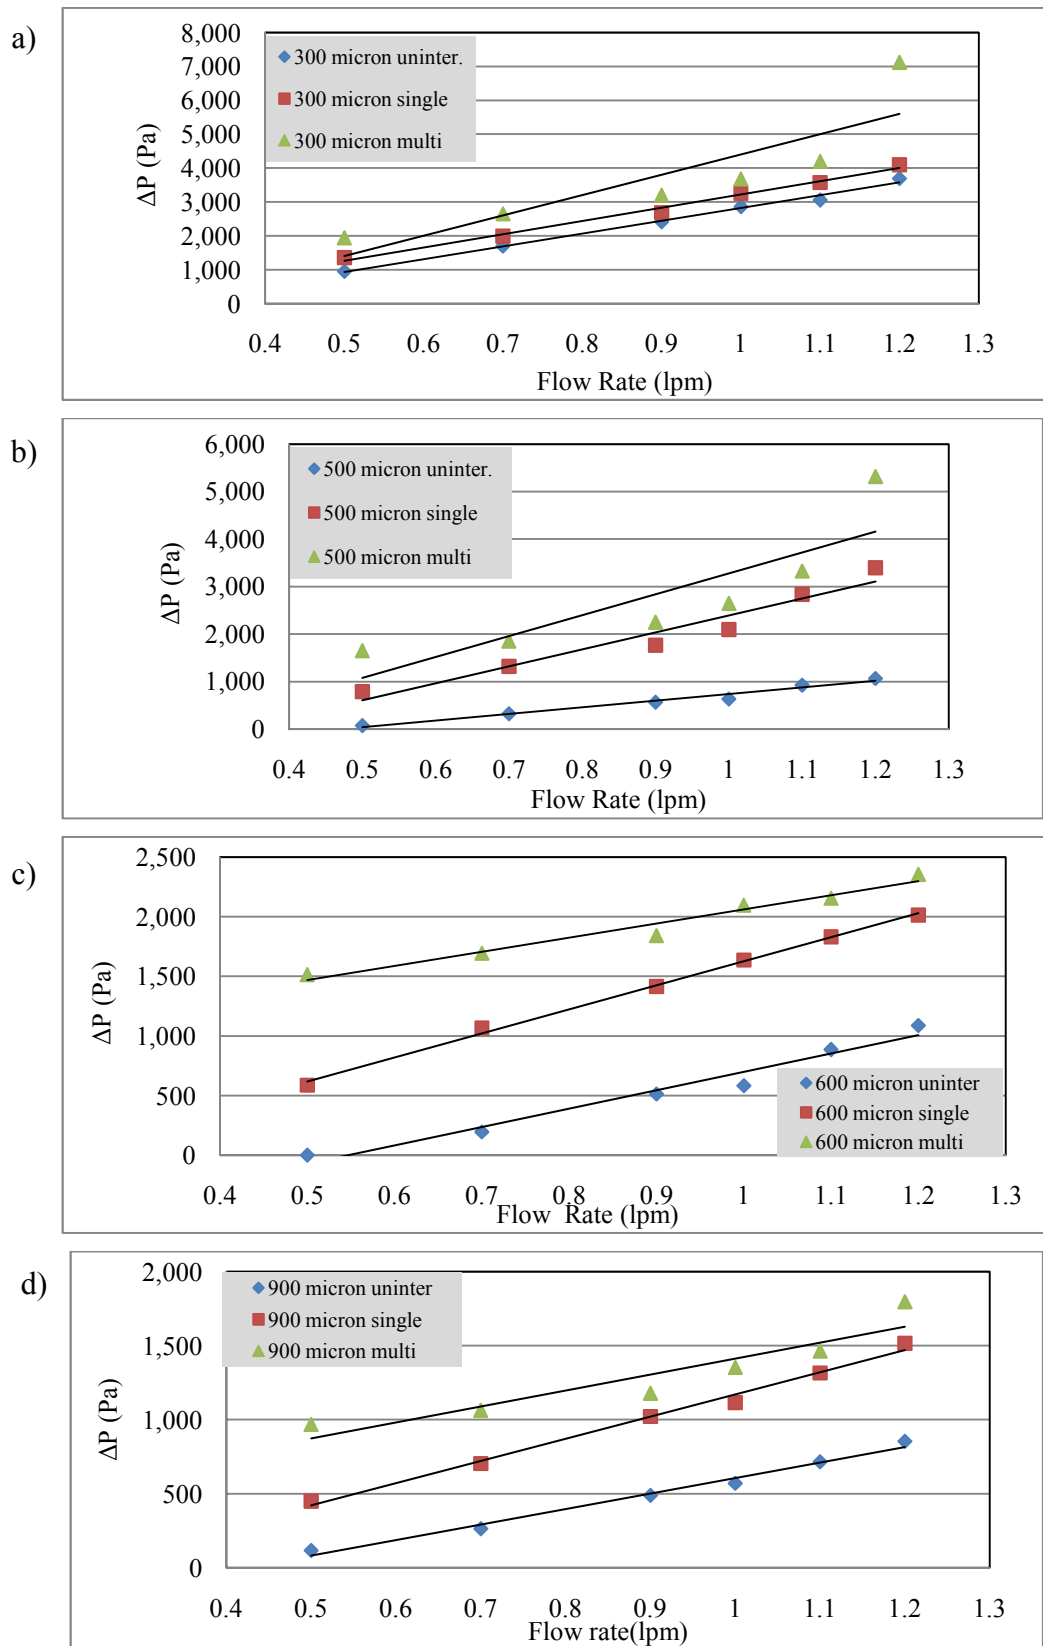 a)
8,000
7,000
6,000
5,000
4,000
3,000
2,000
1,000
0
ΔP (Pa)
300 micron uninter.
300 micron single
300 micron multi
0.4 0.5 0.6 0.7 0.8 0.9 1 1.1 1.2 1.3
Flow Rate (lpm)
b)
6,000
5,000
4,000
3,000
2,000
1,000
0
ΔP (Pa)
500 micron uninter.
500 micron single
500 micron multi
0.4 0.5 0.6 0.7 0.8 0.9 1 1.1 1.2 1.3
Flow Rate (lpm)
c)
2,500
2,000
1,500
1,000
500
0
ΔP (Pa)
600 micron uninter
600 micron single
600 micron multi
0.4 0.5 0.6 0.7 0.8 0.9 1 1.1 1.2 1.3
Flow Rate (lpm)
d)
2,000
1,500
1,000
500
0
ΔP (Pa)
900 micron uninter
900 micron single
900 micron multi
0.4 0.5 0.6 0.7 0.8 0.9 1 1.1 1.2 1.3
Flow rate(lpm)